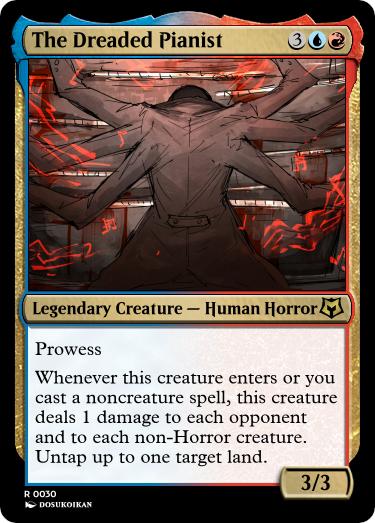 The Dreaded Pianist 3
Legendary Creature — Human Horror
Prowess
Whenever this creature enters or you
cast a noncreature spell, this creature
deals 1 damage to each opponent
and to each non-Horror creature.
Untap up to one target land.
3/3
R 0030
DOSUKOIKAN